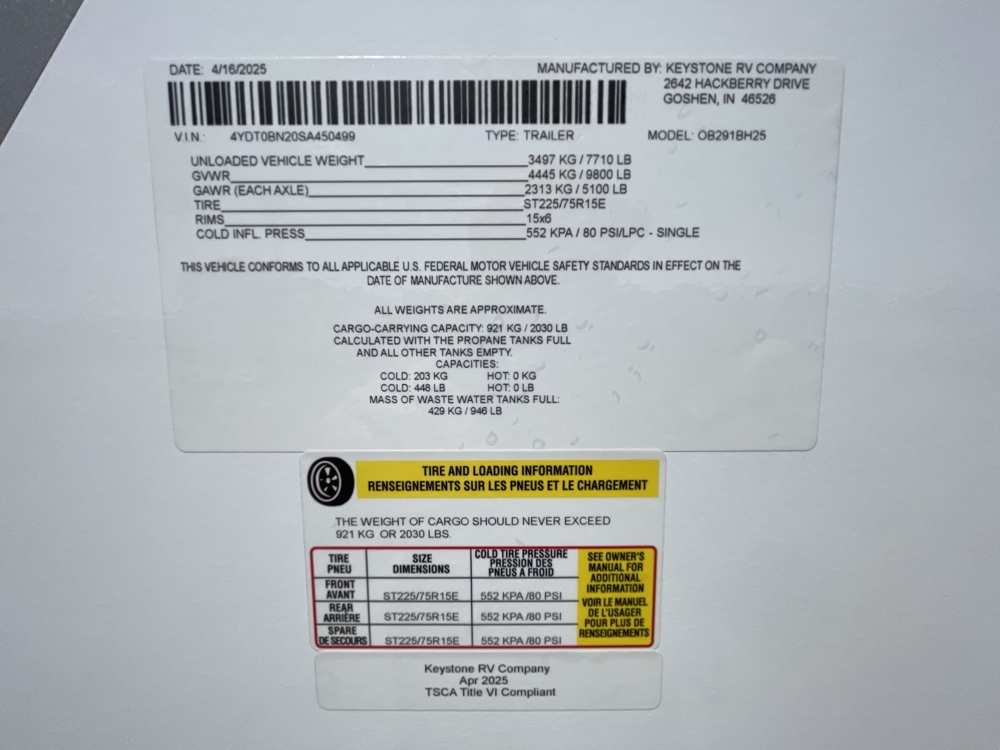 DATE: 4/16/2025 MANUFACTURED BY: KEYSTONE RV COMPANY
2642 HACKBERRY DRIVE
GOSHEN, IN 46526
V.I.N.: 4YDT0BN20SA450499 TYPE: TRAILER MODEL: OB291BH25
UNLOADED VEHICLE WEIGHT 3497 KG / 7710 LB
GVWR 4445 KG / 9800 LB
GAWR (EACH AXLE) 2313 KG / 5100 LB
TIRE ST225/75R15E
RIMS 15x6
COLD INFL. PRESS 552 KPA / 80 PSI/LPC - SINGLE
THIS VEHICLE CONFORMS TO ALL APPLICABLE U.S. FEDERAL MOTOR VEHICLE SAFETY STANDARDS IN EFFECT ON THE
DATE OF MANUFACTURE SHOWN ABOVE.
ALL WEIGHTS ARE APPROXIMATE.
CARGO-CARRYING CAPACITY: 921 KG / 2030 LB
CALCULATED WITH THE PROPANE TANKS FULL
AND ALL OTHER TANKS EMPTY.
CAPACITIES:
COLD: 203 KG HOT: 0 KG
COLD: 448 LB HOT: 0 LB
MASS OF WASTE WATER TANKS FULL:
429 KG / 946 LB
TIRE AND LOADING INFORMATION
RENSEIGNEMENTS SUR LES PNEUS ET LE CHARGEMENT
THE WEIGHT OF CARGO SHOULD NEVER EXCEED
921 KG OR 2030 LBS.
TIRE
PNEU
SIZE
DIMENSIONS
COLD TIRE PRESSURE
PRESSION DES
PNEUS A FROID
SEE OWNER'S
MANUAL FOR
ADDITIONAL
INFORMATION
VOIR LE MANUEL
DE L'USAGER
POUR PLUS DE
RENSEIGNEMENTS
FRONT
AVANT ST225/75R15E 552 KPA /80 PSI
REAR
ARRIÈRE ST225/75R15E 552 KPA /80 PSI
SPARE
DE SECOURS ST225/75R15E 552 KPA /80 PSI
Keystone RV Company
Apr 2025
TSCA Title VI Compliant